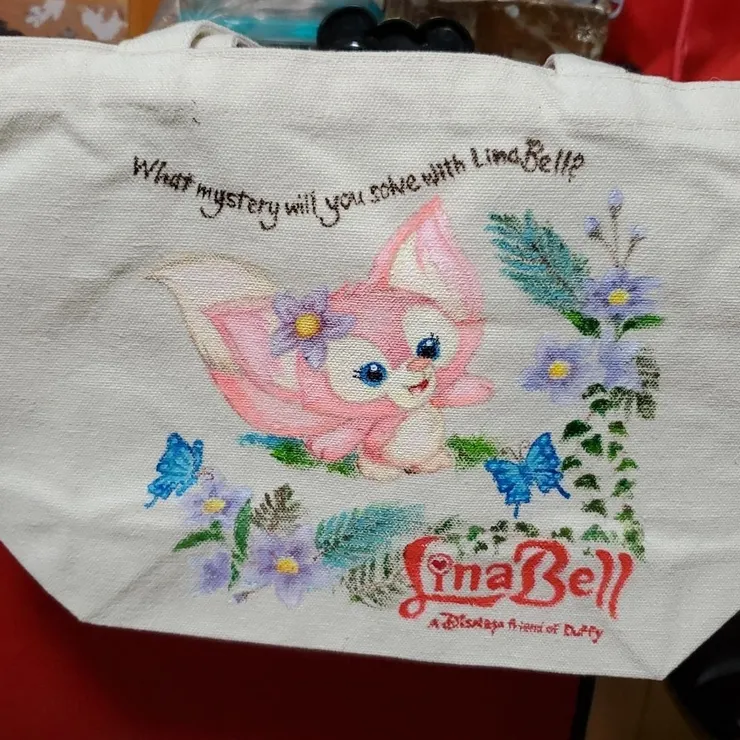 What mystery will you solve with LinaBell?
LinaBell
A Disney friend of Duffy